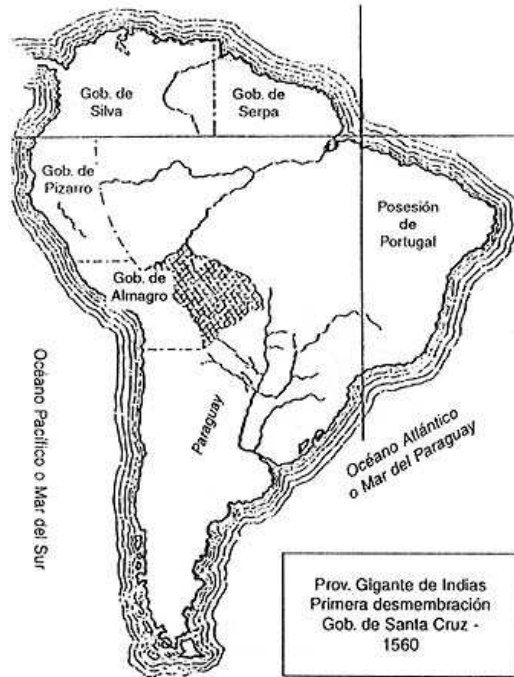 Gob. de
Silva
Gob. de
Serpa
Gob. de
Pizarro
Posesión
de
Portugal
Gob. de
Almagro
Océano Pacífico o Mar del Sur
Paraguay
Océano Atlántico
o Mar del Paraguay
Prov. Gigante de Indias
Primera desmembración
Gob. de Santa Cruz -
1560